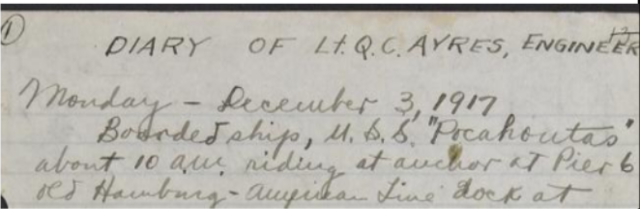 ①
DIARY OF Lt. Q.C. AYRES, ENGINEER
Monday - December 3, 1917
Boarded ship, U.S.S. "Pocahontas"
about 10 a.m. riding at anchor at Pier 6
old Hamburg-American Line dock at